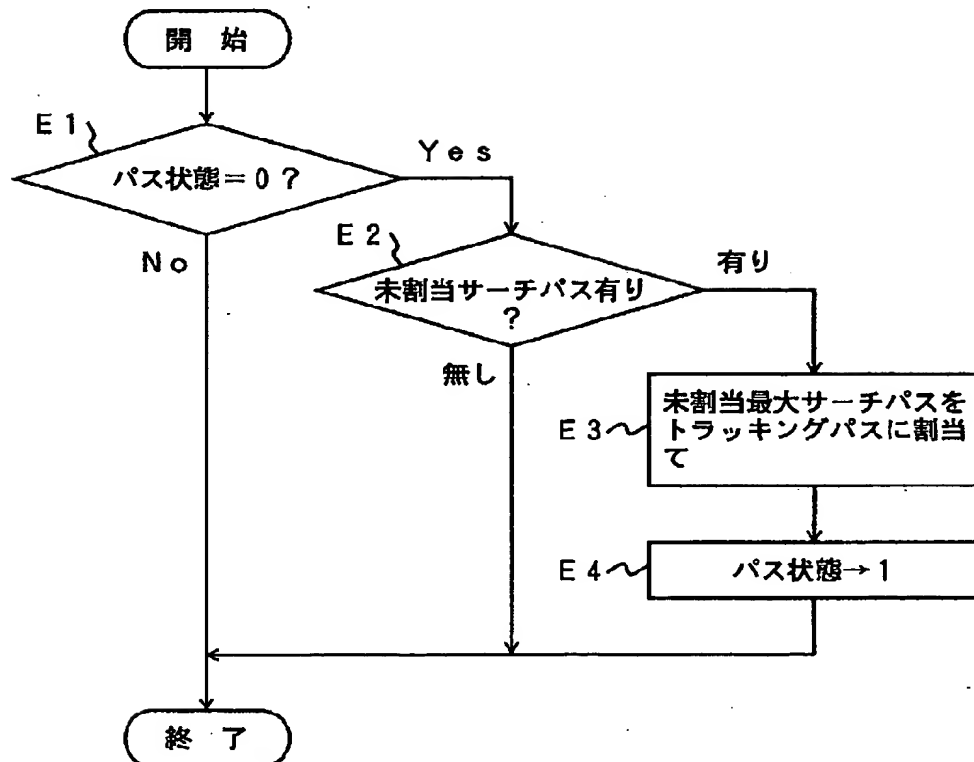 開 始
E1
パス状態=0?
Yes
No
E2
未割当サーチパス有り
?
有り
無し
E3
未割当最大サーチパスを
トラッキングパスに割当
て
E4
パス状態→1
終 了